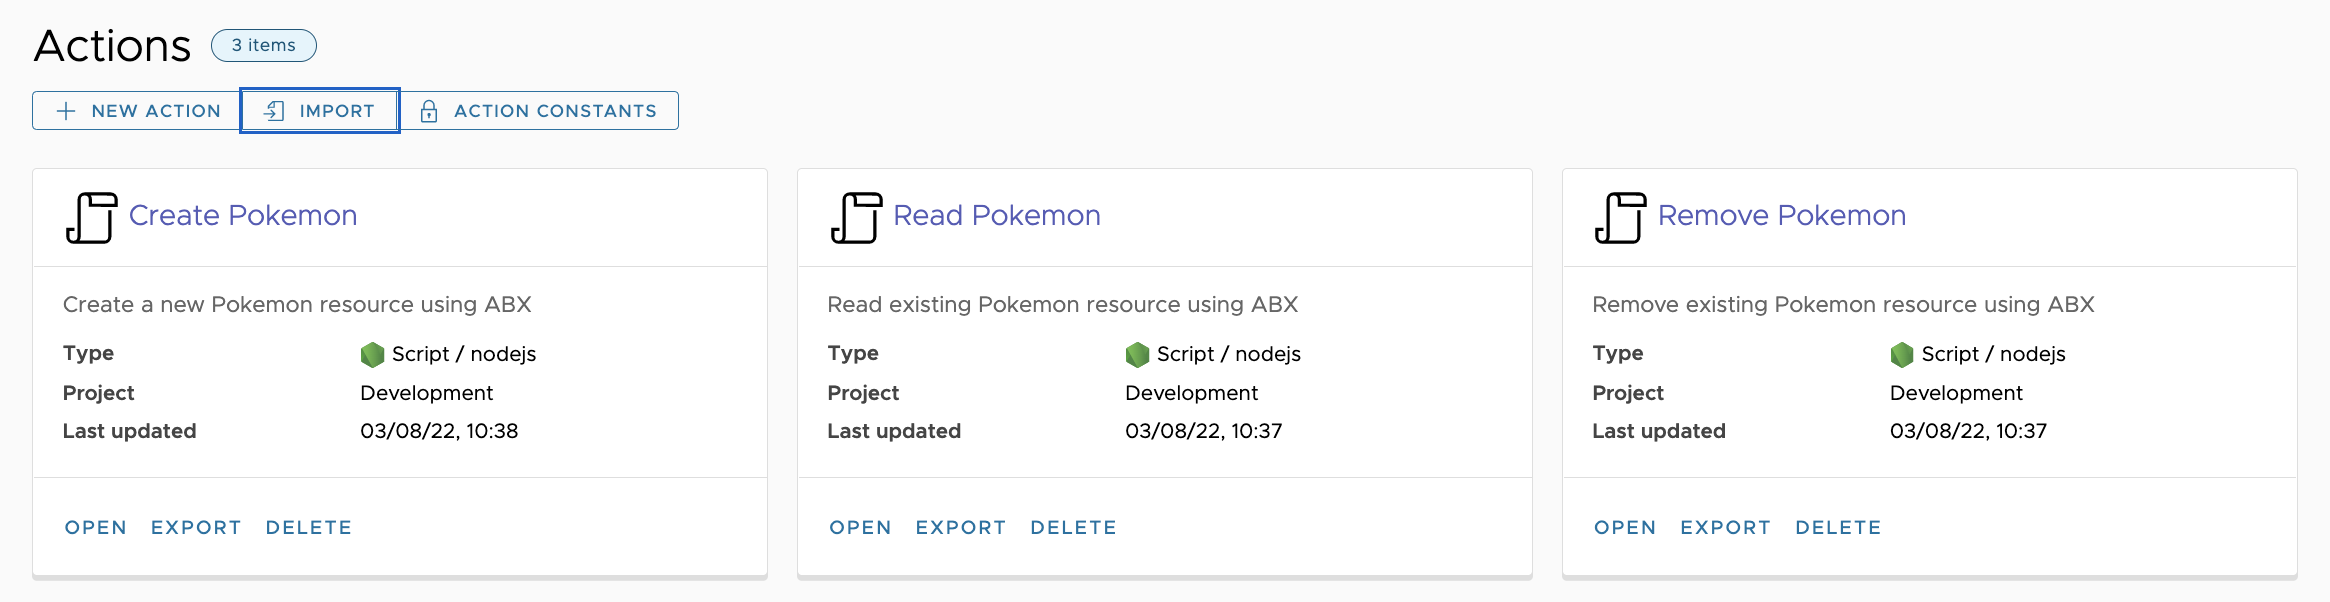 Actions 3 items
NEW ACTION IMPORT ACTION CONSTANTS
Create Pokemon
Create a new Pokemon resource using ABX
Type Script / nodejs
Project Development
Last updated 03/08/22, 10:38
OPEN EXPORT DELETE
Read Pokemon
Read existing Pokemon resource using ABX
Type Script / nodejs
Project Development
Last updated 03/08/22, 10:37
OPEN EXPORT DELETE
Remove Pokemon
Remove existing Pokemon resource using ABX
Type Script / nodejs
Project Development
Last updated 03/08/22, 10:37
OPEN EXPORT DELETE